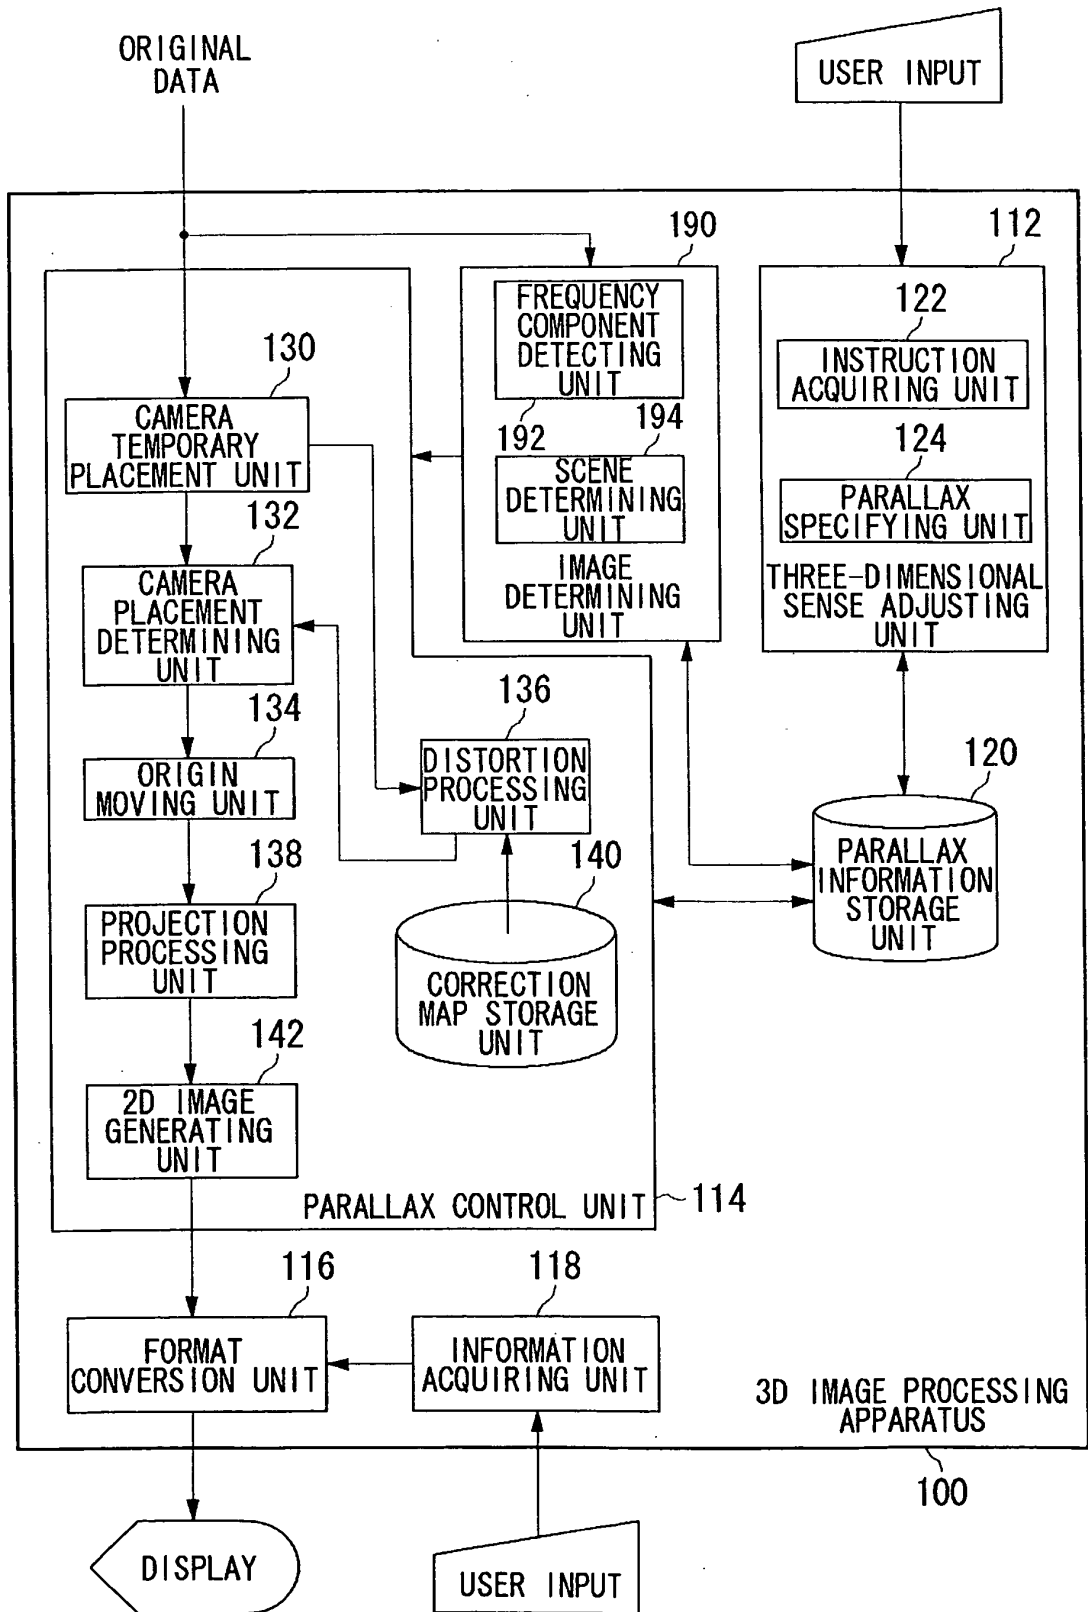 ORIGINAL
DATA
USER INPUT
190
112
FREQUENCY
COMPONENT
DETECTING
UNIT
192
194
SCENE
DETERMINING
UNIT
IMAGE
DETERMINING
UNIT
122
INSTRUCTION
ACQUIRING UNIT
124
PARALLAX
SPECIFYING UNIT
THREE-DIMENSIONAL
SENSE ADJUSTING
UNIT
130
CAMERA
TEMPORARY
PLACEMENT UNIT
132
CAMERA
PLACEMENT
DETERMINING
UNIT
134
ORIGIN
MOVING UNIT
136
DISTORTION
PROCESSING
UNIT
120
PARALLAX
INFORMATION
STORAGE
UNIT
138
PROJECTION
PROCESSING
UNIT
140
CORRECTION
MAP STORAGE
UNIT
142
2D IMAGE
GENERATING
UNIT
PARALLAX CONTROL UNIT
114
116
FORMAT
CONVERSION UNIT
118
INFORMATION
ACQUIRING UNIT
3D IMAGE PROCESSING
APPARATUS
100
DISPLAY
USER INPUT